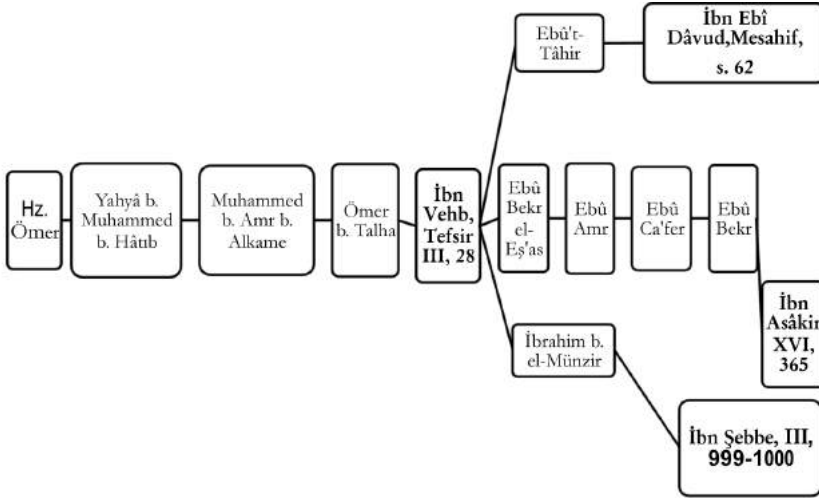 Ebû't-
Tâhir
İbn Ebî
Dâvud,Mesahif,
s. 62
Hz.
Ömer
Yahyâ b.
Muhammed
b. Hâtıb
Muhammed
b. Amr b.
Alkame
Ömer
b. Talha
İbn
Vehb,
Tefsir
III, 28
Ebû
Bekr
el-
Eş'as
Ebû
Amr
Ebû
Ca'fer
Ebû
Bekr
İbn
Asâkir
XVI,
365
İbrahim b.
el-Münzir
İbn Şebbe, III,
999-1000